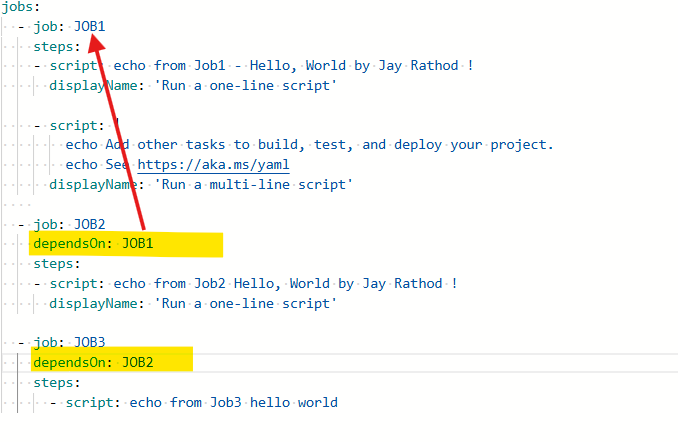 jobs:
- job: JOB1
steps:
- script: echo from Job1 - Hello, World by Jay Rathod !
displayName: 'Run a one-line script'
- script: |
echo Add other tasks to build, test, and deploy your project.
echo See https://aka.ms/yaml
displayName: 'Run a multi-line script'
- job: JOB2
dependsOn: JOB1
steps:
- script: echo from Job2 Hello, World by Jay Rathod !
displayName: 'Run a one-line script'
- job: JOB3
dependsOn: JOB2
steps:
- script: echo from Job3 hello world